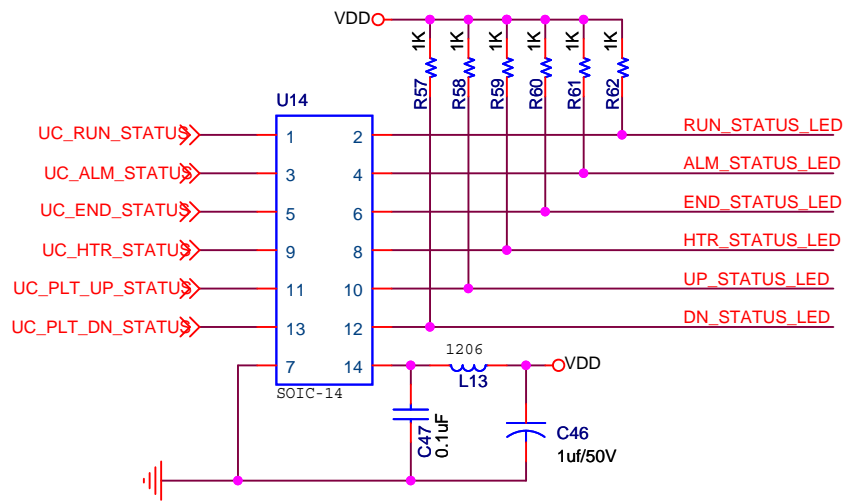 VDD
1K 1K 1K 1K 1K 1K
R57 R58 R59 R60 R61 R62
U14
UC_RUN_STATUS 1 2 RUN_STATUS_LED
UC_ALM_STATUS 3 4 ALM_STATUS_LED
UC_END_STATUS 5 6 END_STATUS_LED
UC_HTR_STATUS 9 8 HTR_STATUS_LED
UC_PLT_UP_STATUS 11 10 UP_STATUS_LED
UC_PLT_DN_STATUS 13 12 DN_STATUS_LED
7 14
1206
VDD
L13
SOIC-14
C47
0.1uF
C46
1uf/50V